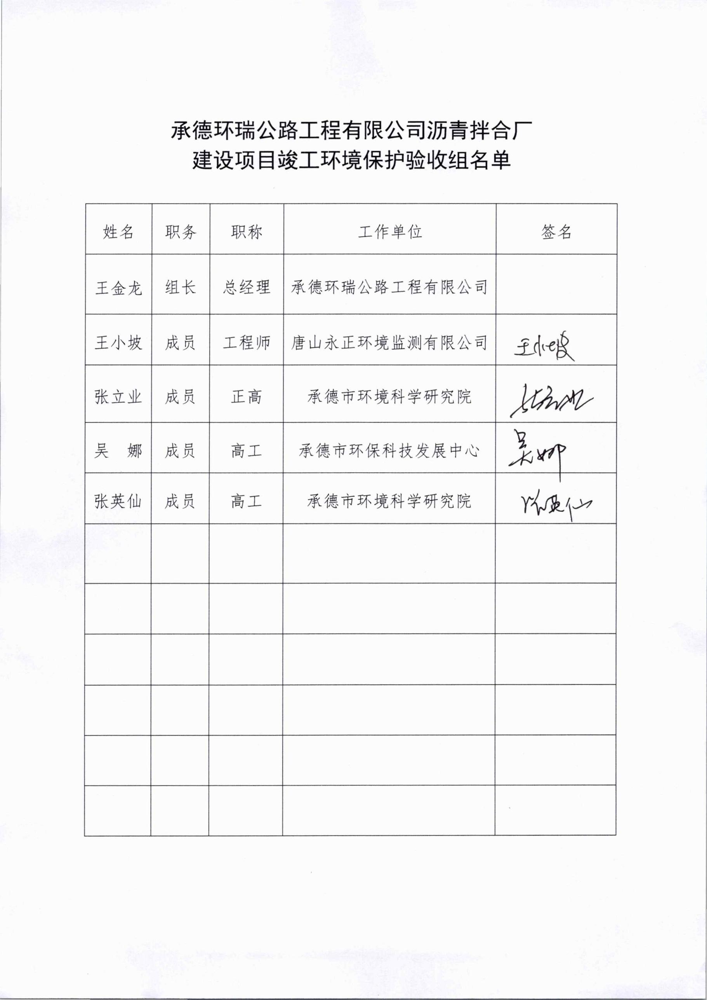 承德环瑞公路工程有限公司沥青拌合厂
建设项目竣工环境保护验收组名单
姓名 职务 职称 工作单位 签名
王金龙 组长 总经理 承德环瑞公路工程有限公司
王小坡 成员 工程师 唐山永正环境监测有限公司 王小坡
张立业 成员 正高 承德市环境科学研究院 张立业
吴 娜 成员 高工 承德市环保科技发展中心 吴娜
张英仙 成员 高工 承德市环境科学研究院 张英仙